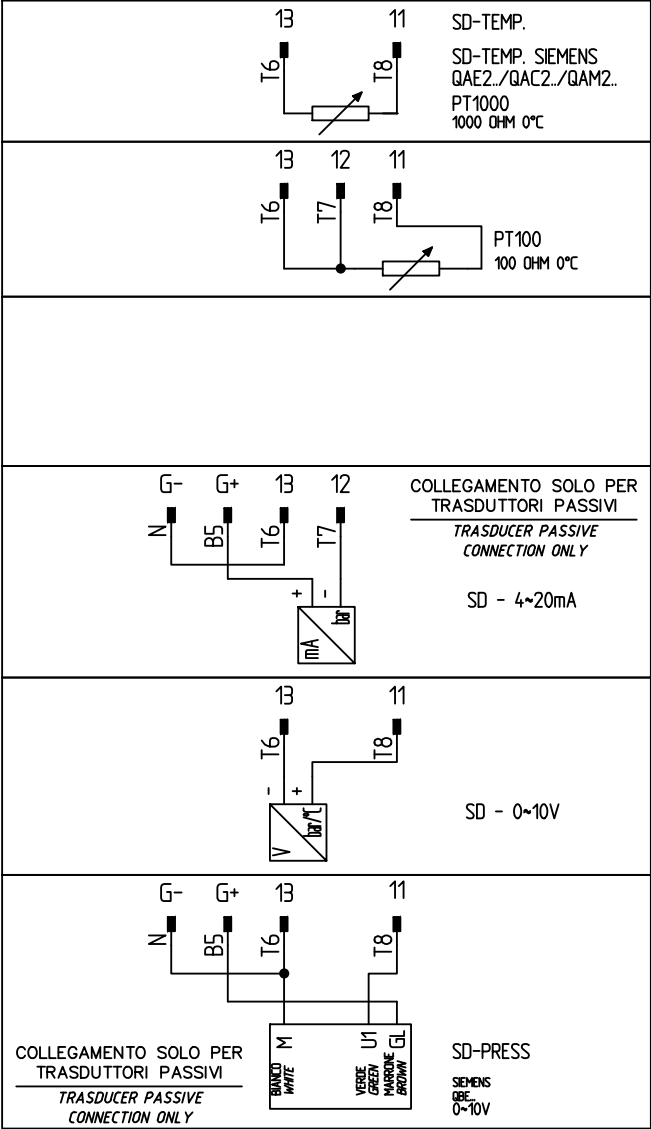 13 11 SD-TEMP.
T6 T8
SD-TEMP. SIEMENS
QAE2../QAC2../QAM2..
PT1000
1000 OHM 0°C
13 12 11
T6 T7 T8
PT100
100 OHM 0°C
G- G+ 13 12
N B5 T6 T7
COLLEGAMENTO SOLO PER
TRASDUTTORI PASSIVI
TRASDUCER PASSIVE
CONNECTION ONLY
+ -
mA bar
SD - 4~20mA
13 11
T6 T8
- +
V bar/°C
SD - 0~10V
G- G+ 13 11
N B5 T6 T8
M U1 GL
BIANCO
WHITE
VERDE
GREEN
MARRONE
BROWN
COLLEGAMENTO SOLO PER
TRASDUTTORI PASSIVI
TRASDUCER PASSIVE
CONNECTION ONLY
SD-PRESS
SIEMENS
QBE..
0~10V